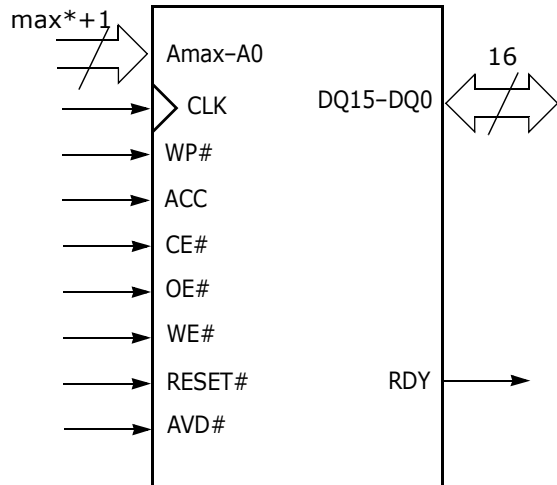 max*+1
Amax–A0
16
CLK
DQ15–DQ0
WP#
ACC
CE#
OE#
WE#
RESET#
RDY
AVD#